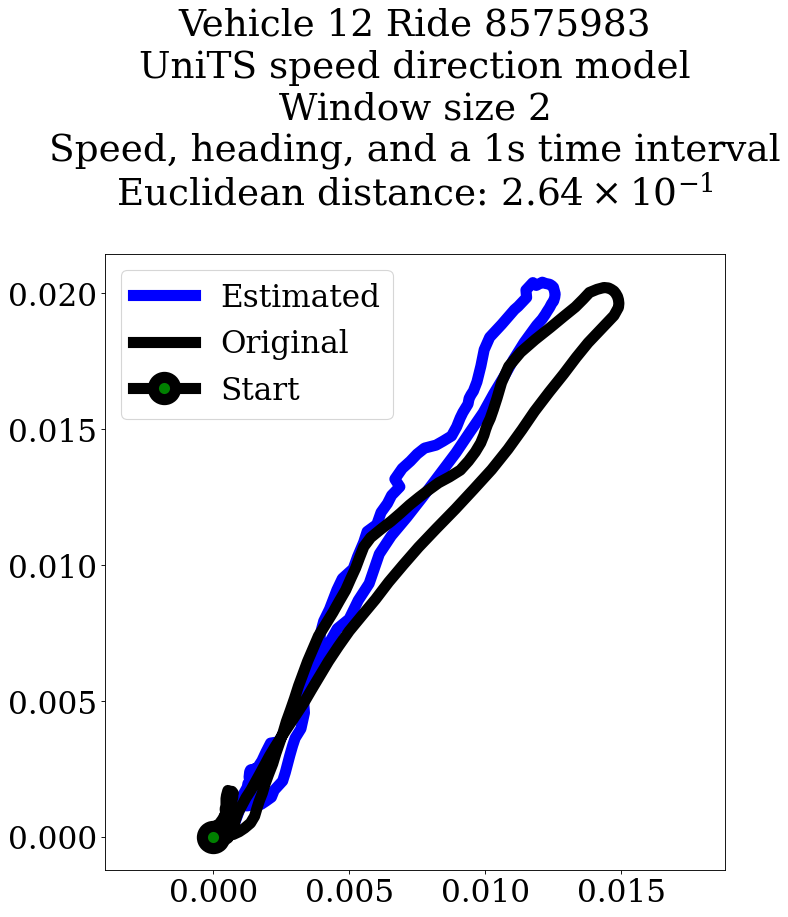 Vehicle 12 Ride 8575983
UniTS speed direction model
Window size 2
Speed, heading, and a 1s time interval
Euclidean distance: 2.64 × 10⁻¹
Estimated
Original
Start
0.020
0.015
0.010
0.005
0.000
0.000 0.005 0.010 0.015